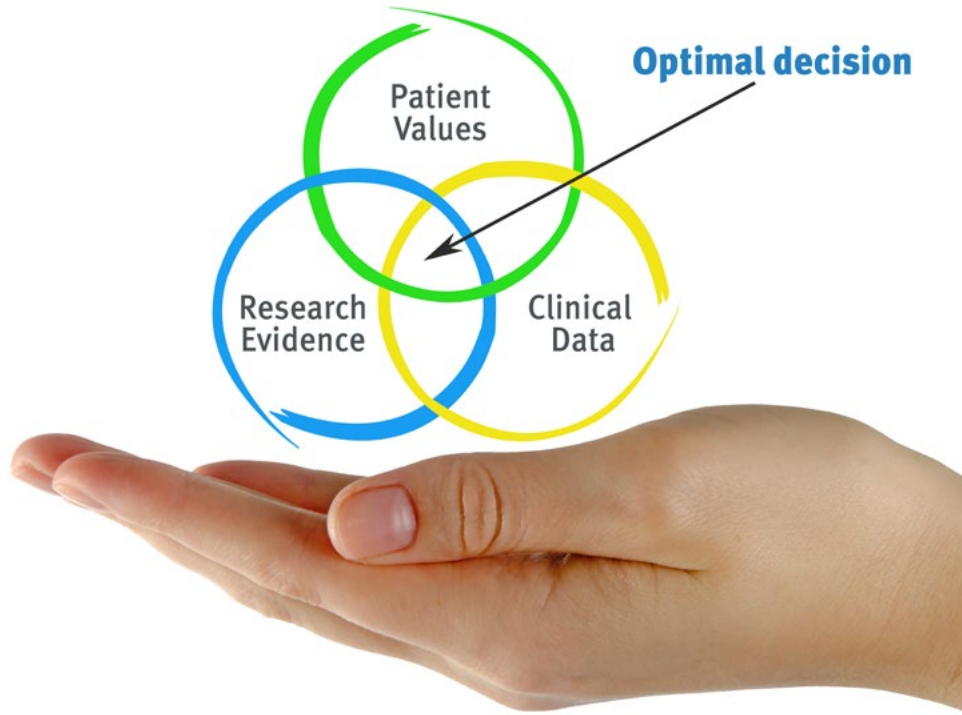 Optimal decision
Patient
Values
Research
Evidence
Clinical
Data